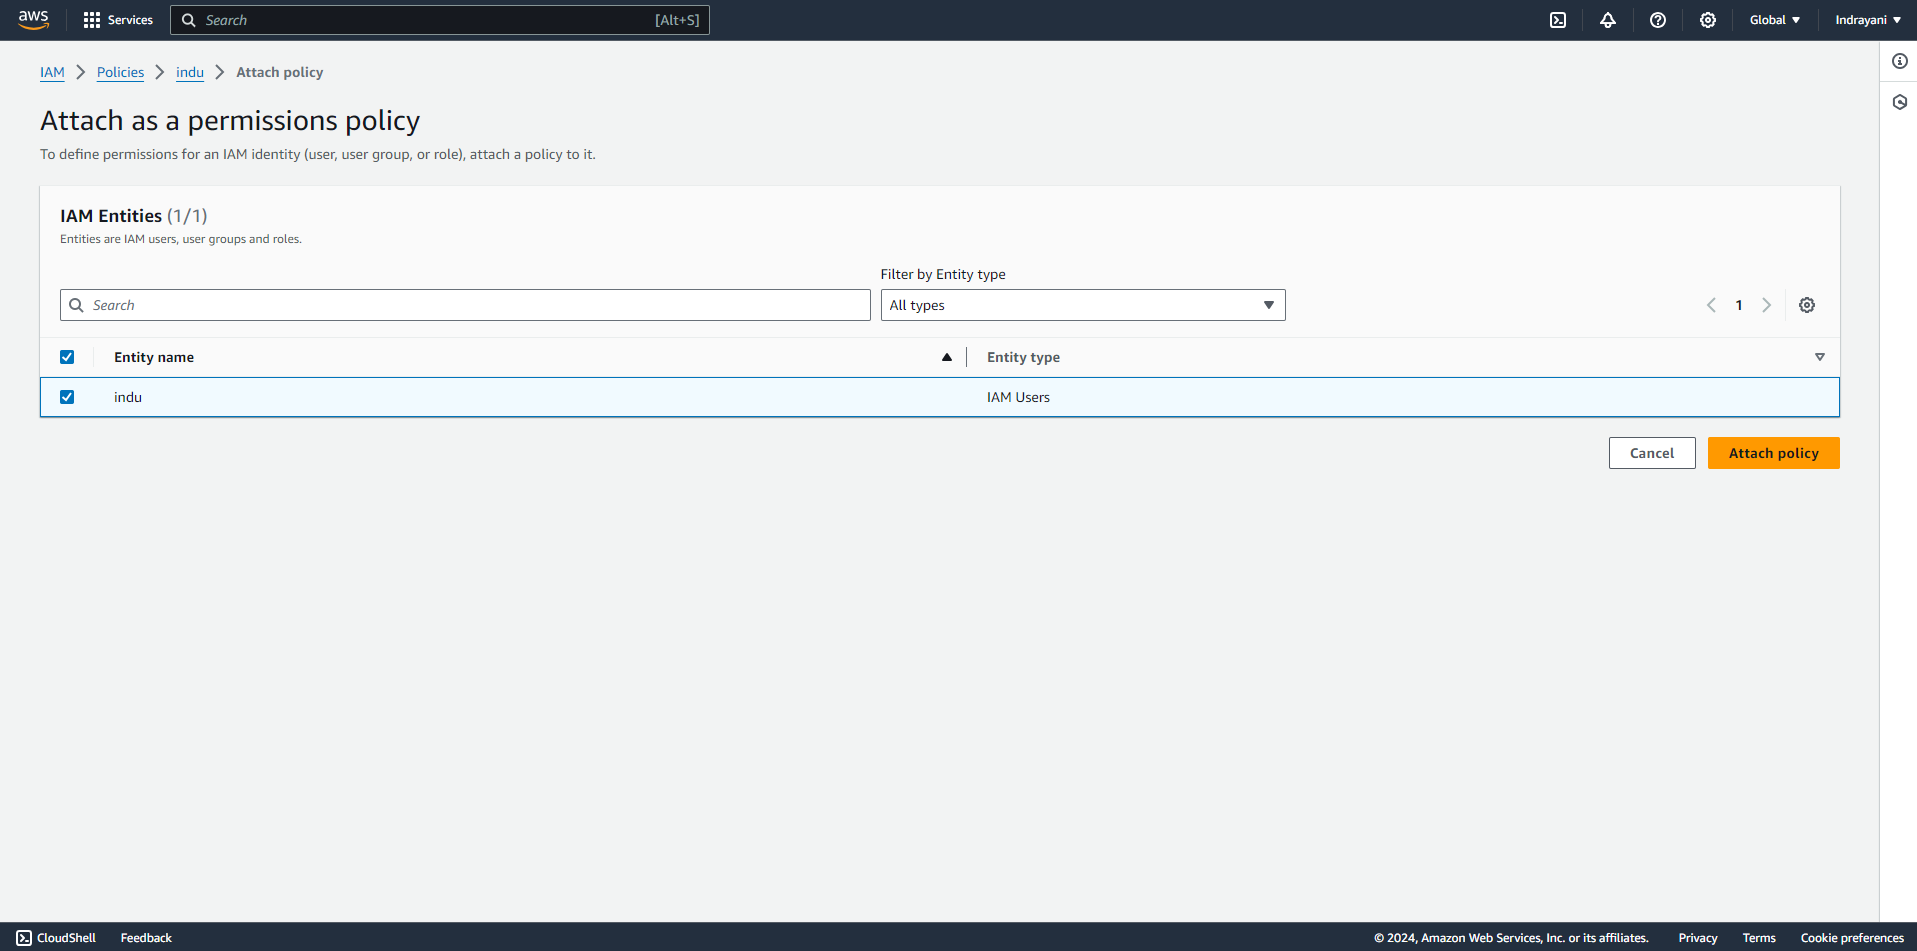 aws Services Search [Alt+S] Global Indrayani
IAM Policies indu Attach policy
Attach as a permissions policy
To define permissions for an IAM identity (user, user group, or role), attach a policy to it.
IAM Entities (1/1)
Entities are IAM users, user groups and roles.
Filter by Entity type
Search All types 1
Entity name Entity type
indu IAM Users
Cancel Attach policy
CloudShell Feedback © 2024, Amazon Web Services, Inc. or its affiliates. Privacy Terms Cookie preferences